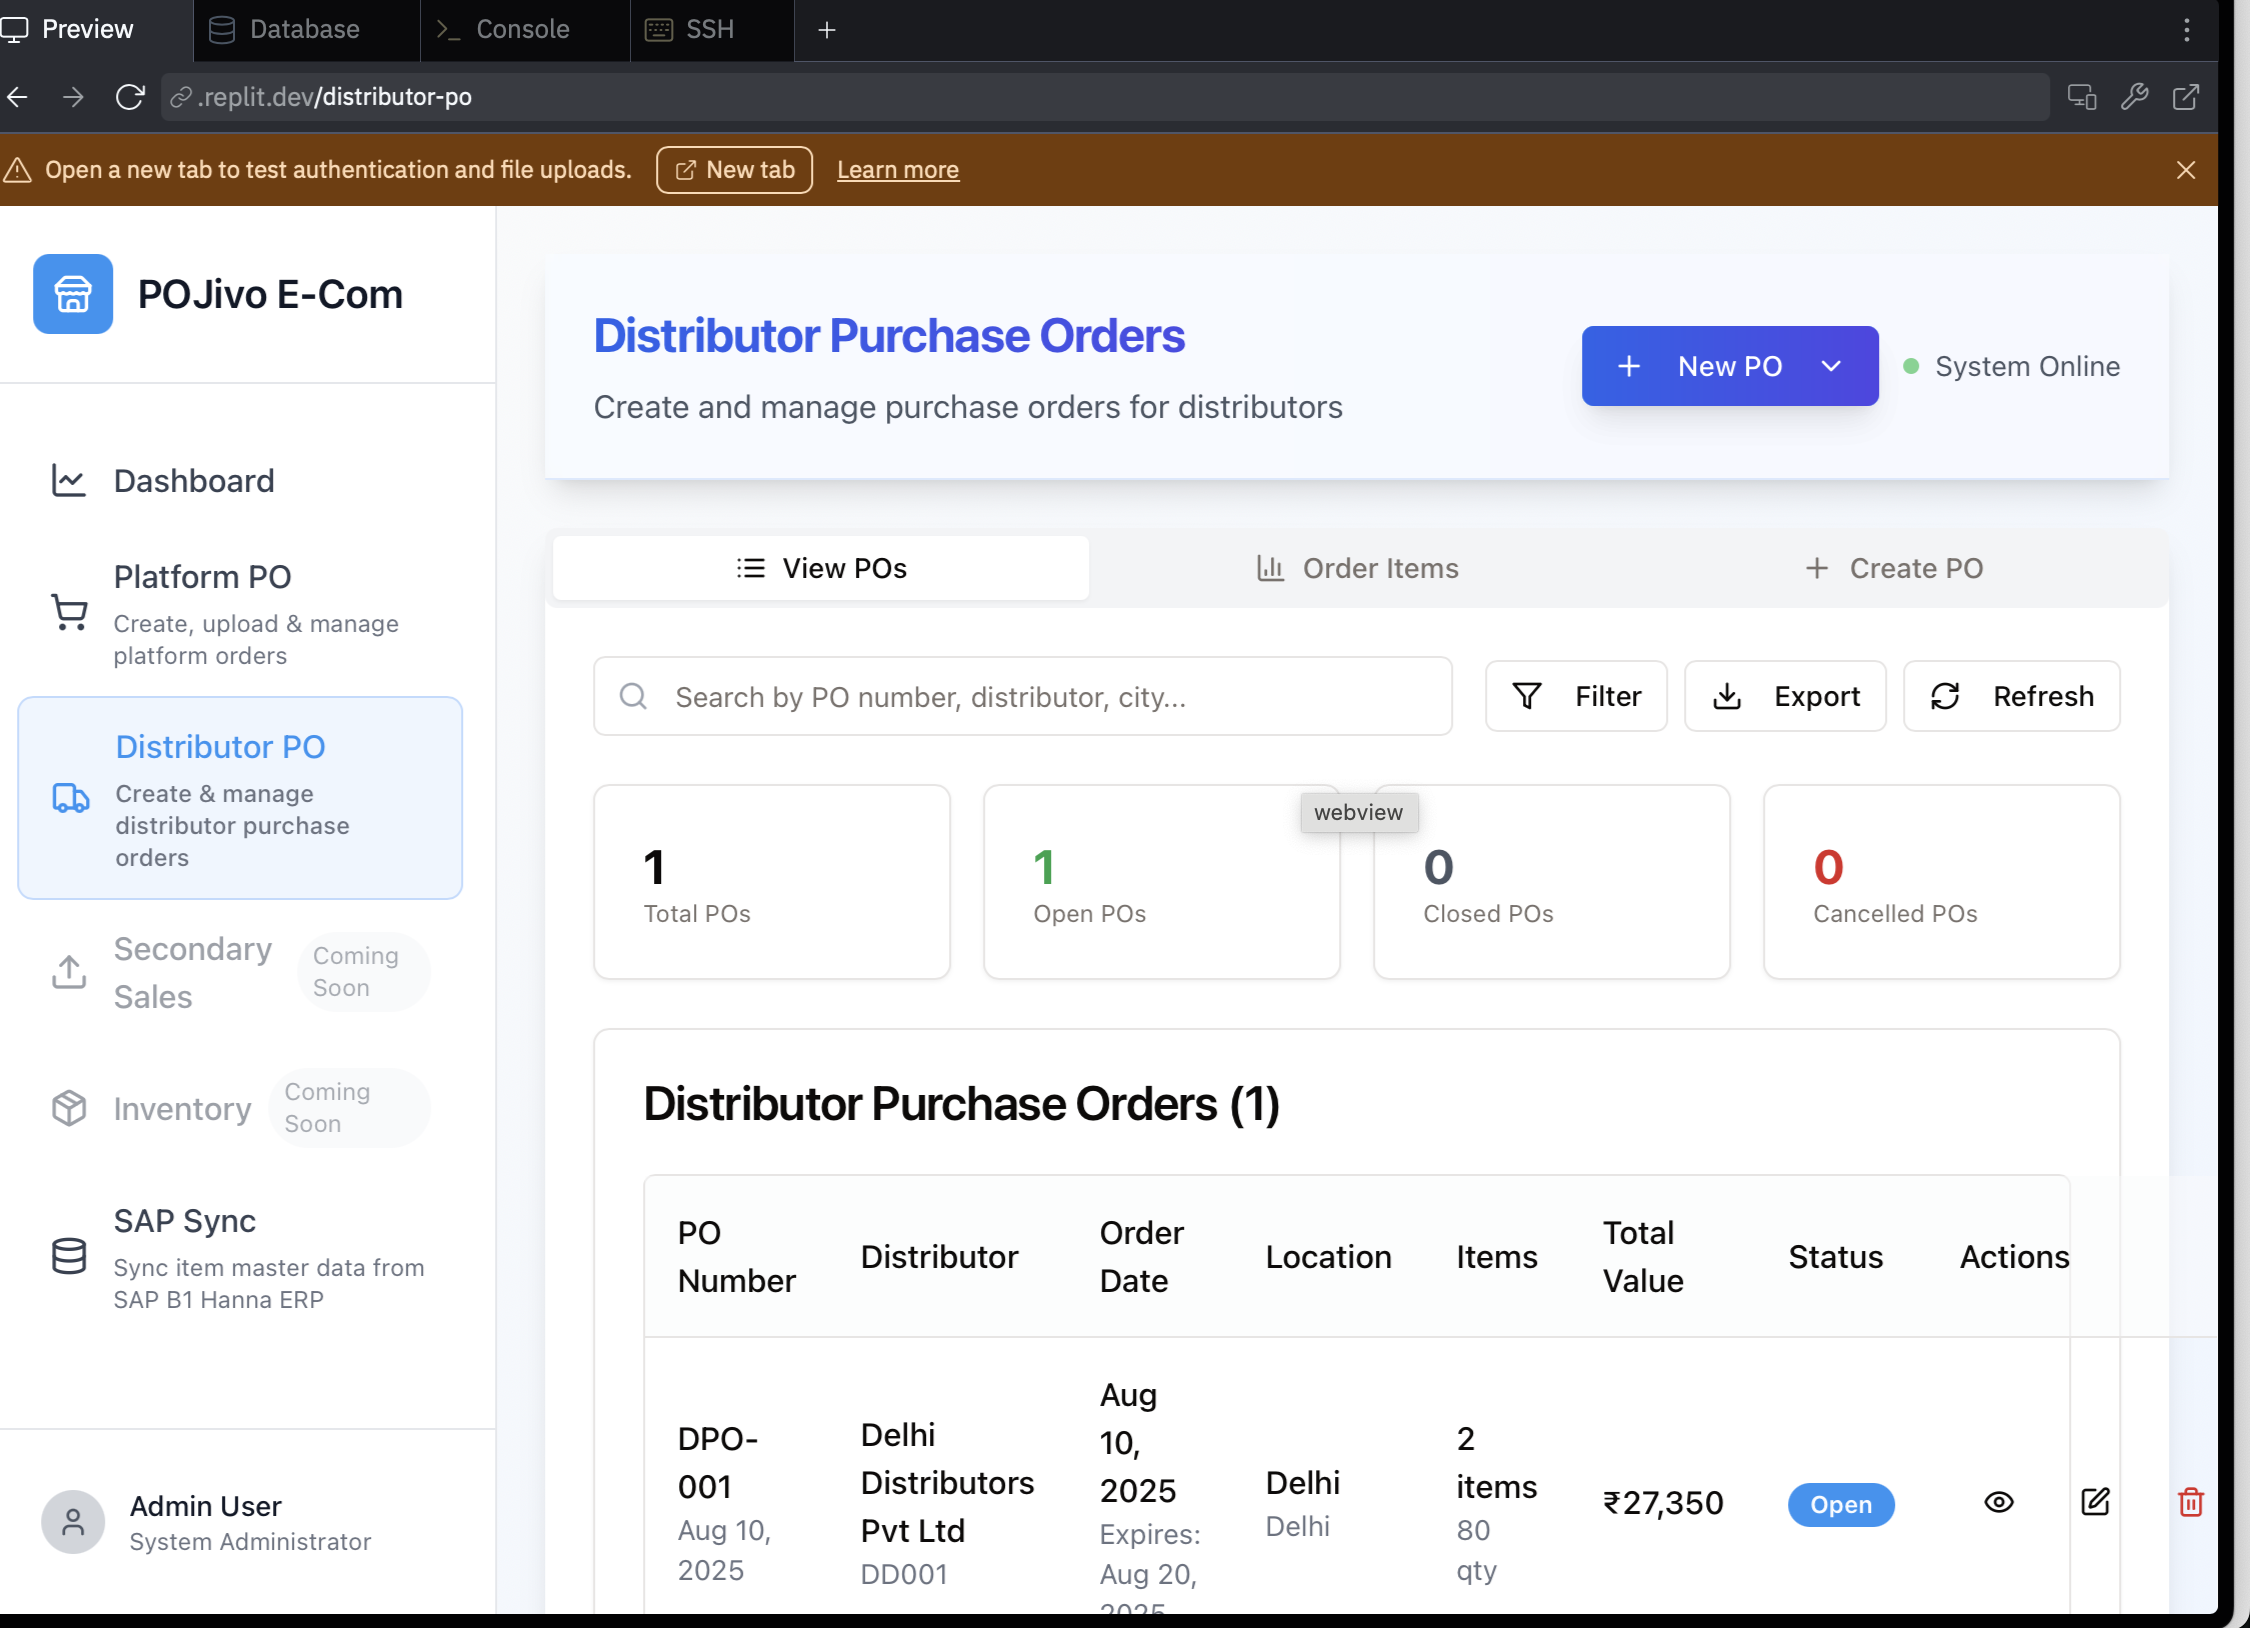 Preview
Database
Console
SSH
.replit.dev/distributor-po
Open a new tab to test authentication and file uploads.
New tab
Learn more
POJivo E-Com
Dashboard
Platform PO
Create, upload & manage
platform orders
Distributor PO
Create & manage
distributor purchase
orders
Secondary
Sales
Coming
Soon
Inventory
Coming
Soon
SAP Sync
Sync item master data from
SAP B1 Hanna ERP
Admin User
System Administrator
Distributor Purchase Orders
Create and manage purchase orders for distributors
New PO
System Online
View POs
Order Items
Create PO
Search by PO number, distributor, city...
Filter
Export
Refresh
webview
1
Total POs
1
Open POs
0
Closed POs
0
Cancelled POs
Distributor Purchase Orders (1)
PO
Number
Distributor
Order
Date
Location
Items
Total
Value
Status
Actions
DPO-
001
Aug 10,
2025
Delhi
Distributors
Pvt Ltd
DD001
Aug
10,
2025
Expires:
Aug 20,
2025
Delhi
Delhi
2
items
80
qty
₹27,350
Open